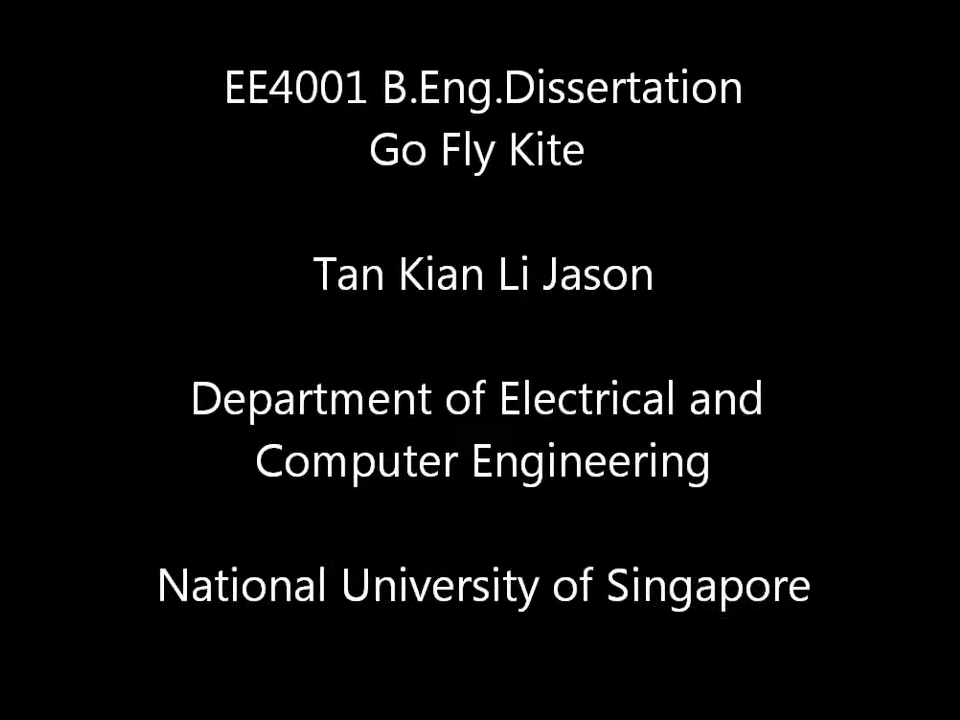 EE4001 B.Eng.Dissertation
Go Fly Kite
Tan Kian Li Jason
Department of Electrical and
Computer Engineering
National University of Singapore